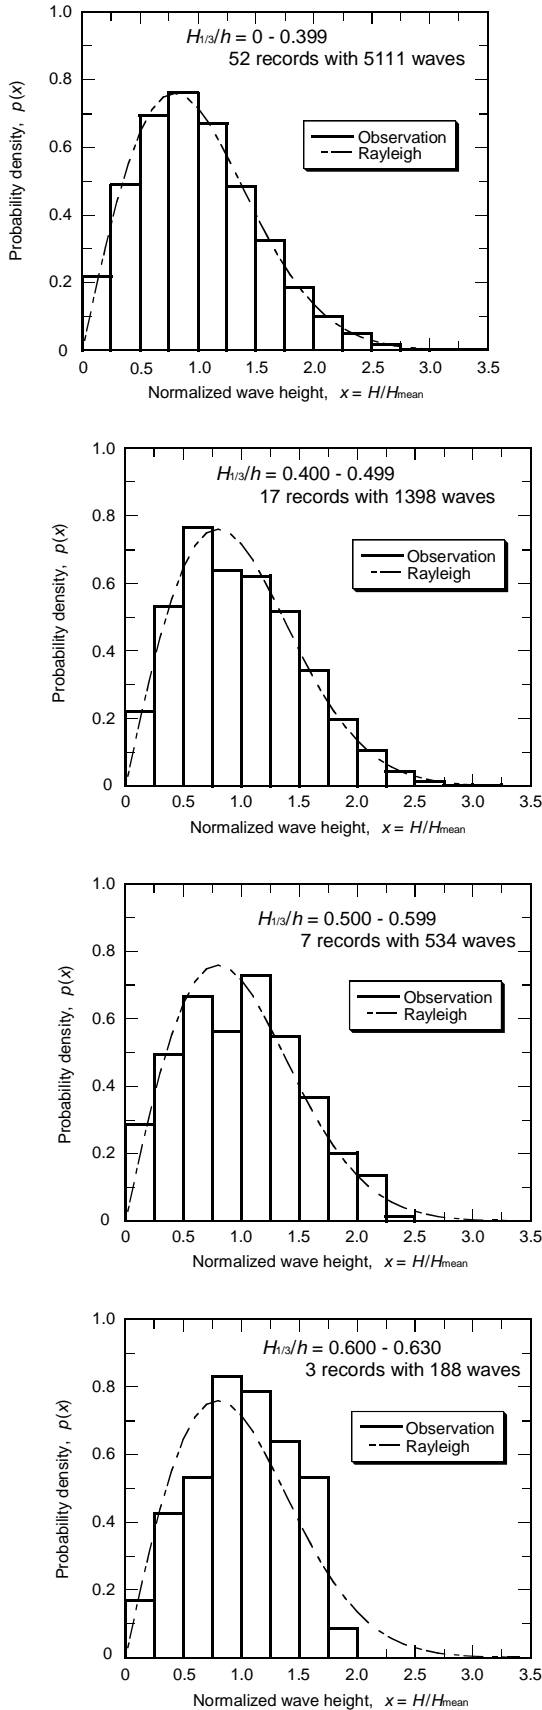 H1/3/h = 0 - 0.399
52 records with 5111 waves
Observation
Rayleigh
Probability density, p(x)
1.0
0.8
0.6
0.4
0.2
0
0 0.5 1.0 1.5 2.0 2.5 3.0 3.5
Normalized wave height, x = H/Hmean
H1/3/h = 0.400 - 0.499
17 records with 1398 waves
Observation
Rayleigh
Probability density, p(x)
1.0
0.8
0.6
0.4
0.2
0
0 0.5 1.0 1.5 2.0 2.5 3.0 3.5
Normalized wave height, x = H/Hmean
H1/3/h = 0.500 - 0.599
7 records with 534 waves
Observation
Rayleigh
Probability density, p(x)
1.0
0.8
0.6
0.4
0.2
0
0 0.5 1.0 1.5 2.0 2.5 3.0 3.5
Normalized wave height, x = H/Hmean
H1/3/h = 0.600 - 0.630
3 records with 188 waves
Observation
Rayleigh
Probability density, p(x)
1.0
0.8
0.6
0.4
0.2
0
0 0.5 1.0 1.5 2.0 2.5 3.0 3.5
Normalized wave height, x = H/Hmean